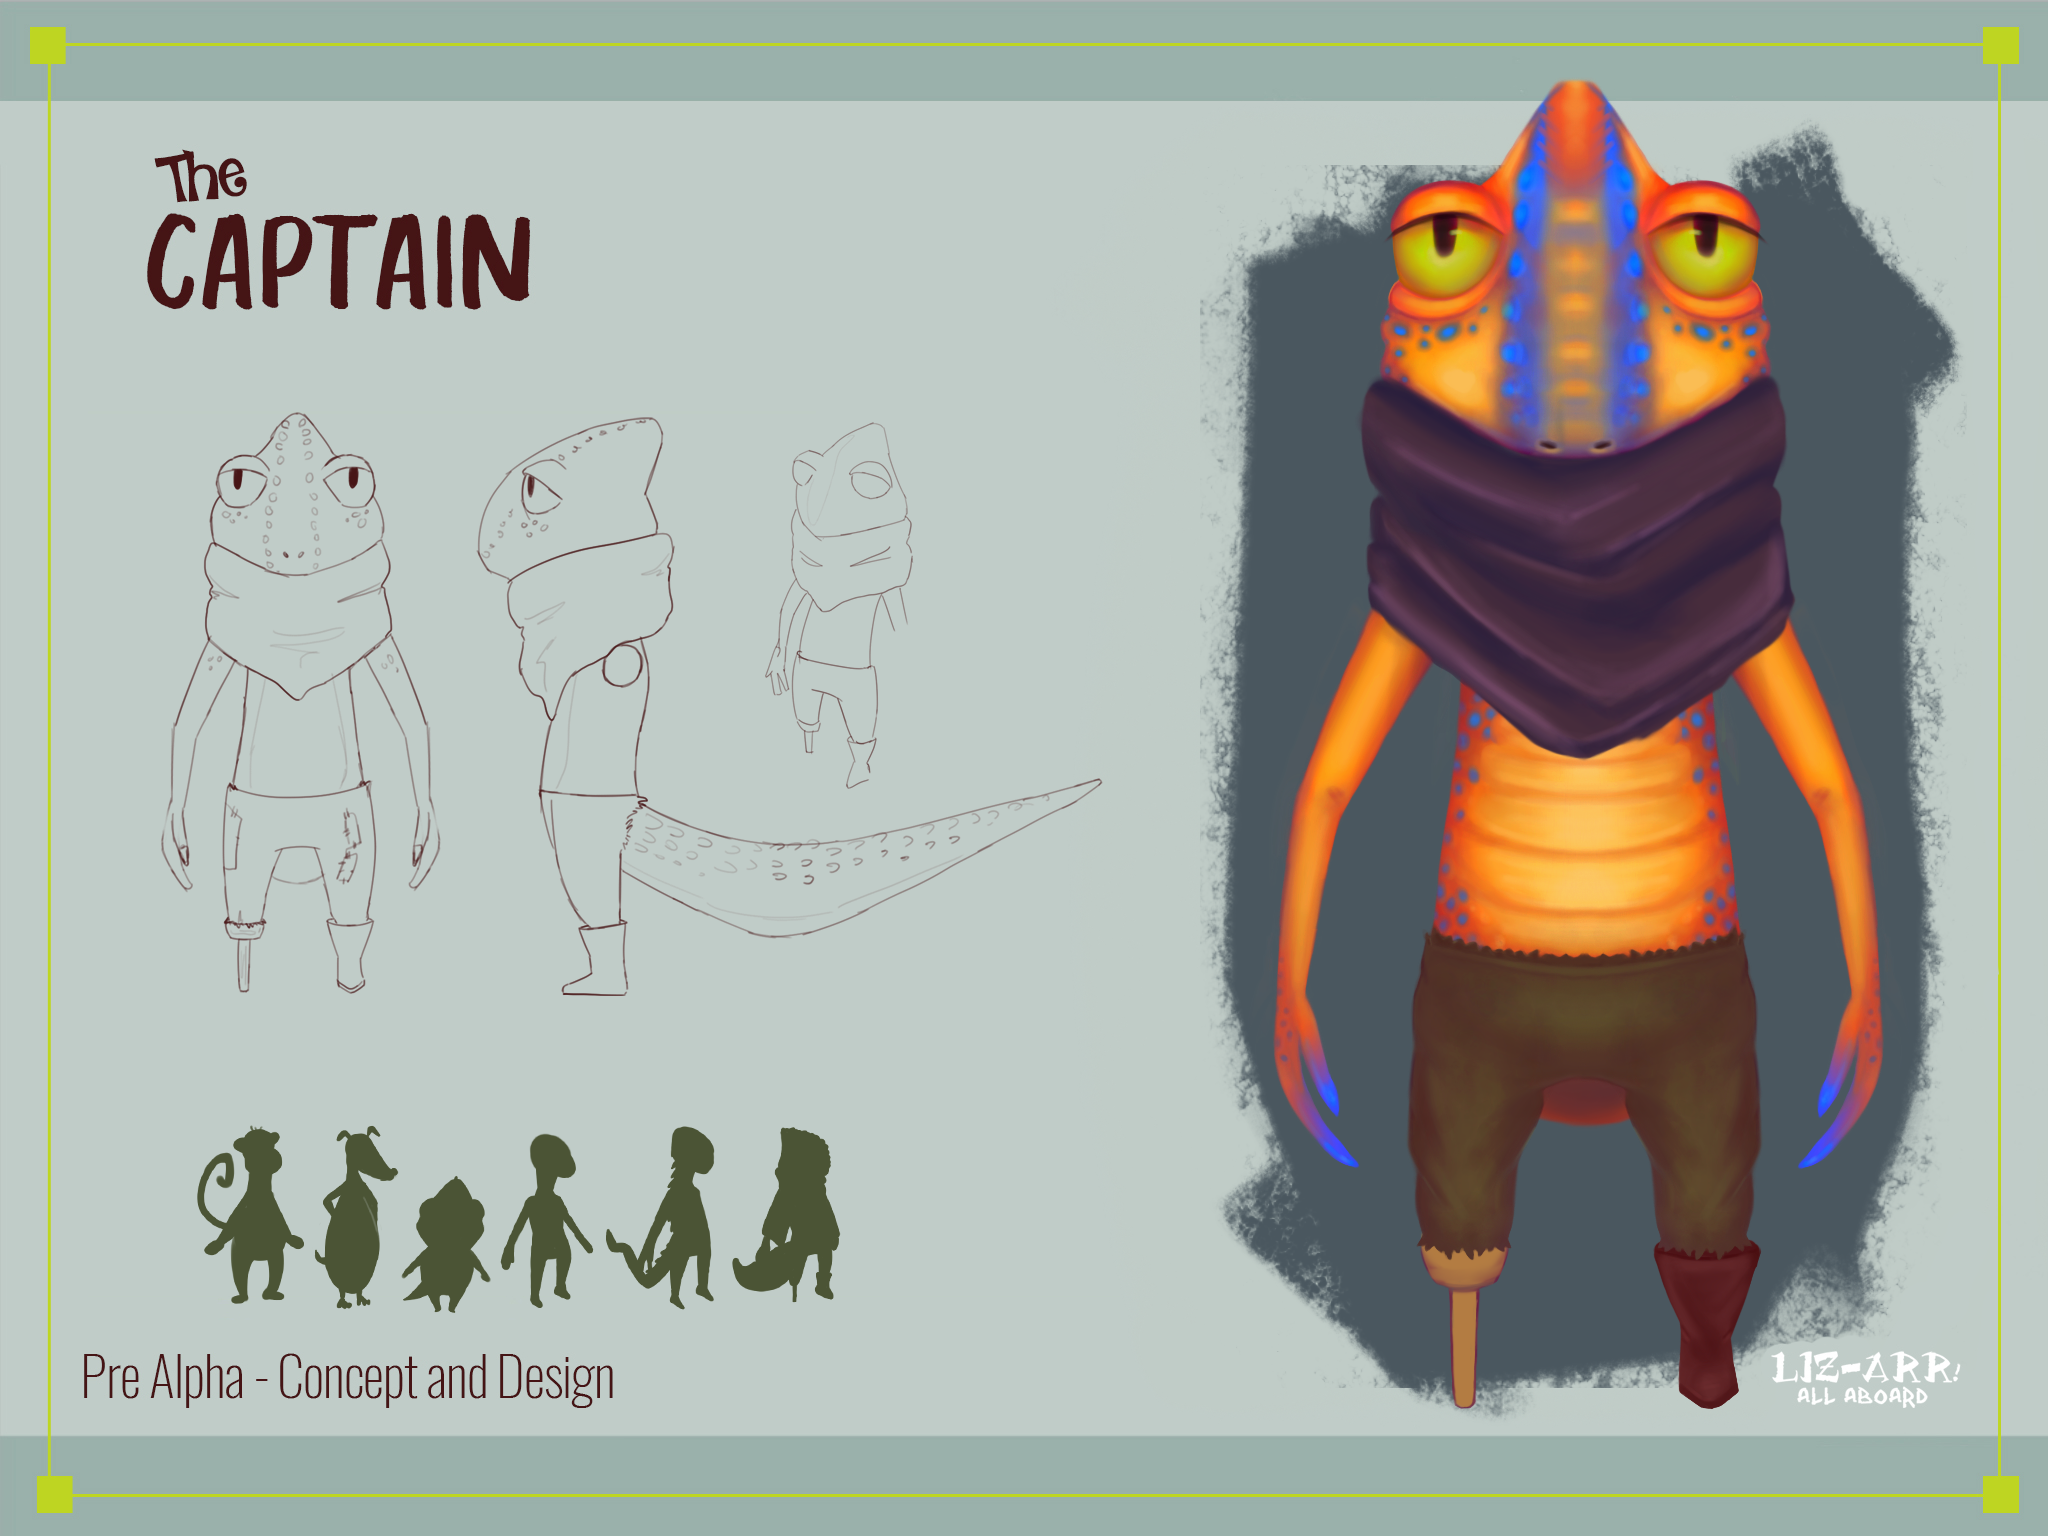 The
CAPTAIN
Pre Alpha - Concept and Design
LIZ-ARR!
ALL ABOARD